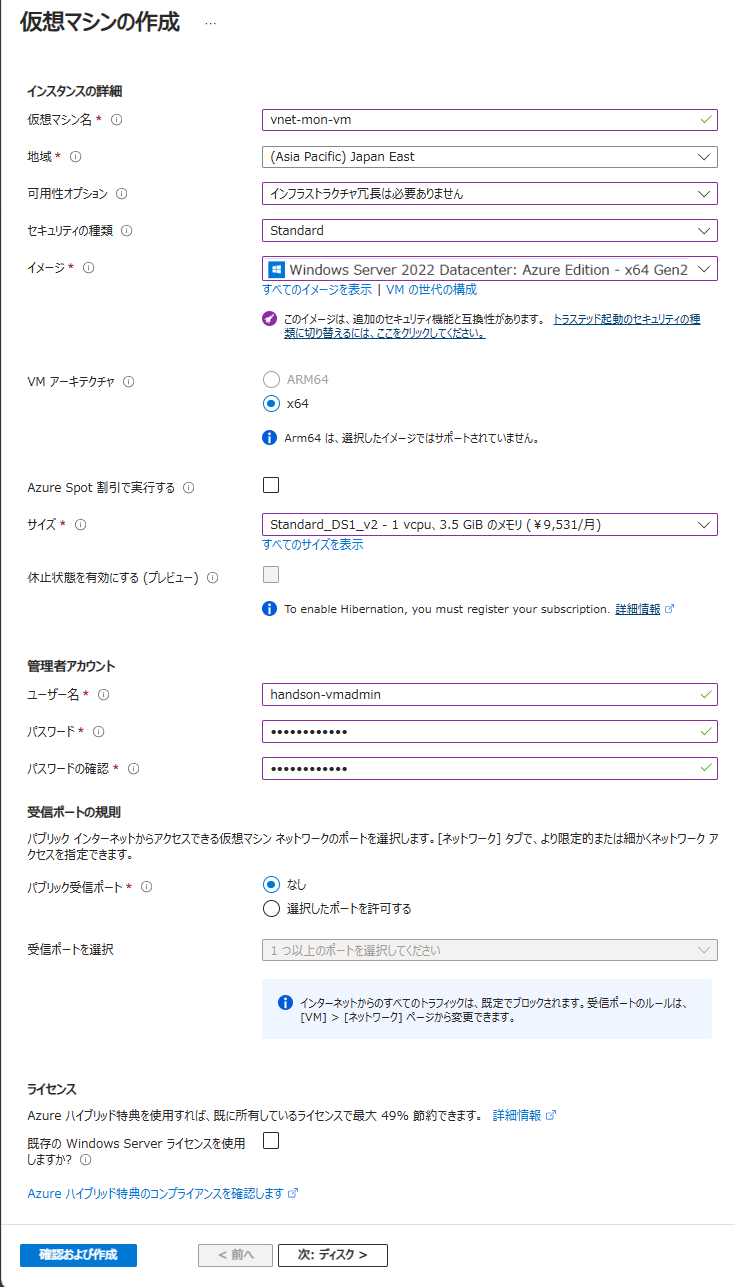 仮想マシンの作成 …
インスタンスの詳細
仮想マシン名 * vnet-mon-vm
地域 * (Asia Pacific) Japan East
可用性オプション インフラストラクチャ冗長は必要ありません
セキュリティの種類 Standard
イメージ * Windows Server 2022 Datacenter: Azure Edition - x64 Gen2
すべてのイメージを表示 | VM の世代の構成
このイメージは、追加のセキュリティ機能と互換性があります。 トラステッド起動のセキュリティの種
類に切り替えるには、ここをクリックしてください。
VM アーキテクチャ
ARM64
x64
Arm64 は、選択したイメージではサポートされていません。
Azure Spot 割引で実行する
サイズ * Standard_DS1_v2 - 1 vcpu、3.5 GiB のメモリ (¥9,531/月)
すべてのサイズを表示
休止状態を有効にする (プレビュー)
To enable Hibernation, you must register your subscription. 詳細情報
管理者アカウント
ユーザー名 * handson-vmadmin
パスワード * ••••••••••••
パスワードの確認 * ••••••••••••
受信ポートの規則
パブリック インターネットからアクセスできる仮想マシン ネットワークのポートを選択します。[ネットワーク] タブで、より限定的または細かくネットワーク ア
クセスを指定できます。
パブリック受信ポート * なし
選択したポートを許可する
受信ポートを選択 1 つ以上のポートを選択してください
インターネットからのすべてのトラフィックは、既定でブロックされます。受信ポートのルールは、
[VM] > [ネットワーク] ページから変更できます。
ライセンス
Azure ハイブリッド特典を使用すれば、既に所有しているライセンスで最大 49% 節約できます。 詳細情報
既存の Windows Server ライセンスを使用
しますか?
Azure ハイブリッド特典のコンプライアンスを確認します
確認および作成 < 前へ 次: ディスク >